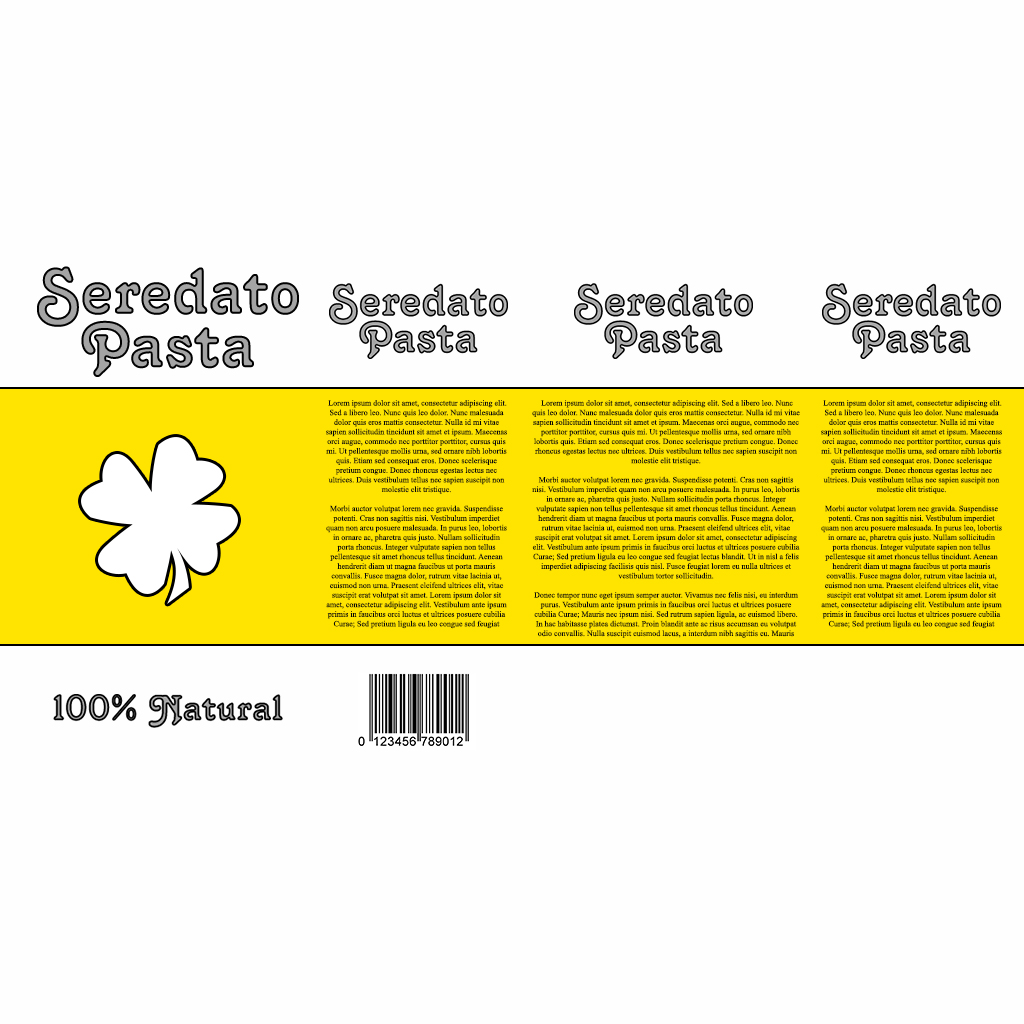 Seredato
Pasta
100% Natural
Seredato
Pasta
Lorem ipsum dolor sit amet, consectetur adipiscing elit.
Sed a libero leo. Nunc quis leo dolor. Nunc malesuada
dolor quis eros mattis consectetur. Nulla id mi vitae
sapien sollicitudin tincidunt sit amet et ipsum. Maecenas
orci augue, commodo nec porttitor porttitor, cursus quis
mi. Ut pellentesque mollis urna, sed ornare nibh lobortis
quis. Etiam sed consequat eros. Donec scelerisque
pretium congue. Donec rhoncus egestas lectus nec
ultrices. Duis vestibulum tellus nec sapien suscipit non
molestie elit tristique.
Morbi auctor volutpat lorem nec gravida. Suspendisse
potenti. Cras non sagittis nisi. Vestibulum imperdiet
quam non arcu posuere malesuada. In purus leo, lobortis
in ornare ac, pharetra quis justo. Nullam sollicitudin
porta rhoncus. Integer vulputate sapien non tellus
pellentesque sit amet rhoncus tellus tincidunt. Aenean
hendrerit diam ut magna faucibus ut porta mauris
convallis. Fusce magna dolor, rutrum vitae lacinia ut,
euismod non urna. Praesent eleifend ultrices elit, vitae
suscipit erat volutpat sit amet. Lorem ipsum dolor sit
amet, consectetur adipiscing elit. Vestibulum ante ipsum
primis in faucibus orci luctus et ultrices posuere cubilia
Curae; Sed pretium ligula eu leo congue sed feugiat
0 123456 789012
Seredato
Pasta
Lorem ipsum dolor sit amet, consectetur adipiscing elit. Sed a libero leo. Nunc
quis leo dolor. Nunc malesuada dolor quis eros mattis consectetur. Nulla id mi vitae
sapien sollicitudin tincidunt sit amet et ipsum. Maecenas orci augue, commodo nec
porttitor porttitor, cursus quis mi. Ut pellentesque mollis urna, sed ornare nibh
lobortis quis. Etiam sed consequat eros. Donec scelerisque pretium congue. Donec
rhoncus egestas lectus nec ultrices. Duis vestibulum tellus nec sapien suscipit non
molestie elit tristique.
Morbi auctor volutpat lorem nec gravida. Suspendisse potenti. Cras non sagittis
nisi. Vestibulum imperdiet quam non arcu posuere malesuada. In purus leo, lobortis
in ornare ac, pharetra quis justo. Nullam sollicitudin porta rhoncus. Integer
vulputate sapien non tellus pellentesque sit amet rhoncus tellus tincidunt. Aenean
hendrerit diam ut magna faucibus ut porta mauris convallis. Fusce magna dolor,
rutrum vitae lacinia ut, euismod non urna. Praesent eleifend ultrices elit, vitae
suscipit erat volutpat sit amet. Lorem ipsum dolor sit amet, consectetur adipiscing
elit. Vestibulum ante ipsum primis in faucibus orci luctus et ultrices posuere cubilia
Curae; Sed pretium ligula eu leo congue sed feugiat lectus blandit. Ut in nisl a felis
imperdiet adipiscing facilisis quis nisl. Fusce feugiat lorem eu nulla ultrices et
vestibulum tortor sollicitudin.
Donec tempor nunc eget ipsum semper auctor. Vivamus nec felis nisi, eu interdum
purus. Vestibulum ante ipsum primis in faucibus orci luctus et ultrices posuere
cubilia Curae; Mauris nec ipsum nisi. Sed rutrum sapien ligula, ac euismod libero.
In hac habitasse platea dictumst. Proin blandit ante ac risus accumsan eu volutpat
odio convallis. Nulla suscipit euismod lacus, a interdum nibh sagittis eu. Mauris
Seredato
Pasta
Lorem ipsum dolor sit amet, consectetur adipiscing elit.
Sed a libero leo. Nunc quis leo dolor. Nunc malesuada
dolor quis eros mattis consectetur. Nulla id mi vitae
sapien sollicitudin tincidunt sit amet et ipsum. Maecenas
orci augue, commodo nec porttitor porttitor, cursus quis
mi. Ut pellentesque mollis urna, sed ornare nibh lobortis
quis. Etiam sed consequat eros. Donec scelerisque
pretium congue. Donec rhoncus egestas lectus nec
ultrices. Duis vestibulum tellus nec sapien suscipit non
molestie elit tristique.
Morbi auctor volutpat lorem nec gravida. Suspendisse
potenti. Cras non sagittis nisi. Vestibulum imperdiet
quam non arcu posuere malesuada. In purus leo, lobortis
in ornare ac, pharetra quis justo. Nullam sollicitudin
porta rhoncus. Integer vulputate sapien non tellus
pellentesque sit amet rhoncus tellus tincidunt. Aenean
hendrerit diam ut magna faucibus ut porta mauris
convallis. Fusce magna dolor, rutrum vitae lacinia ut,
euismod non urna. Praesent eleifend ultrices elit, vitae
suscipit erat volutpat sit amet. Lorem ipsum dolor sit
amet, consectetur adipiscing elit. Vestibulum ante ipsum
primis in faucibus orci luctus et ultrices posuere cubilia
Curae; Sed pretium ligula eu leo congue sed feugiat